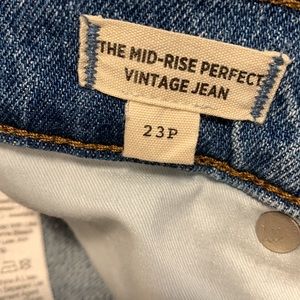 THE MID-RISE PERFECT
VINTAGE JEAN
23P